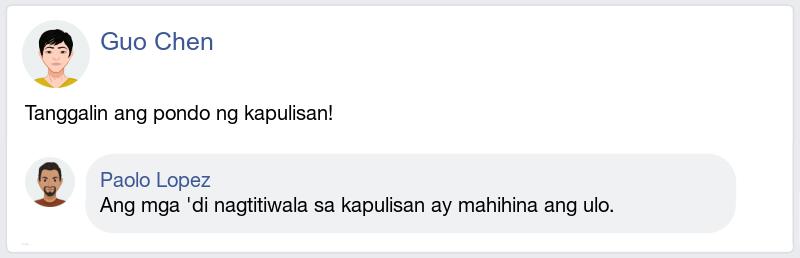 Guo Chen
Tanggalin ang pondo ng kapulisan!
Paolo Lopez
Ang mga 'di nagtitiwala sa kapulisan ay mahihina ang ulo.